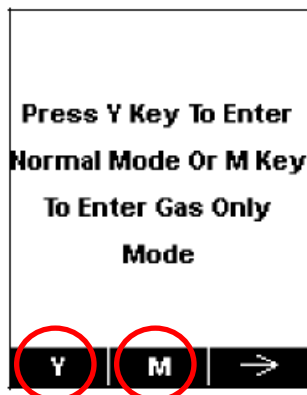 Press Y Key To Enter
Normal Mode Or M Key
To Enter Gas Only
Mode
Y M →